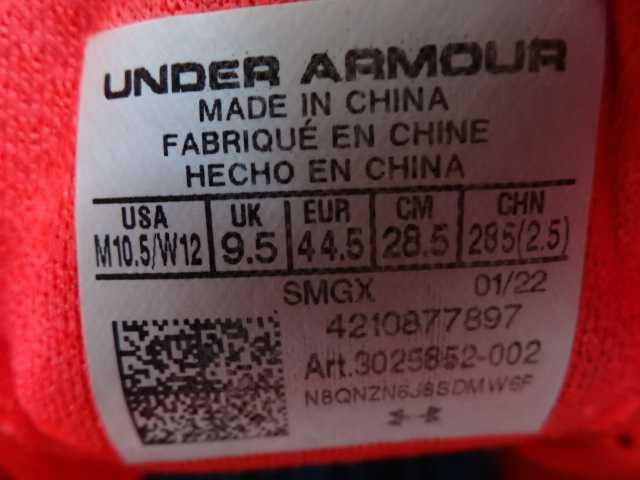 UNDER ARMOUR
MADE IN CHINA
FABRIQUÉ EN CHINE
HECHO EN CHINA
USA UK EUR CM CHN
M10.5/W12 9.5 44.5 28.5 285(2.5)
SMGX 01/22
4210877897
Art.3025852-002